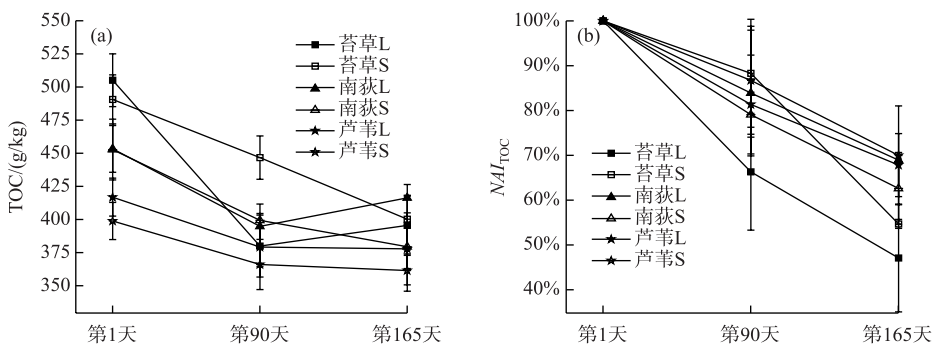 (a)
TOC/(g/kg)
550
525
500
475
450
425
400
375
350
第1天
第90天
第165天
苔草L
苔草S
南荻L
南荻S
芦苇L
芦苇S
(b)
NAI_TOC
100%
90%
80%
70%
60%
50%
40%
第1天
第90天
第165天
苔草L
苔草S
南荻L
南荻S
芦苇L
芦苇S